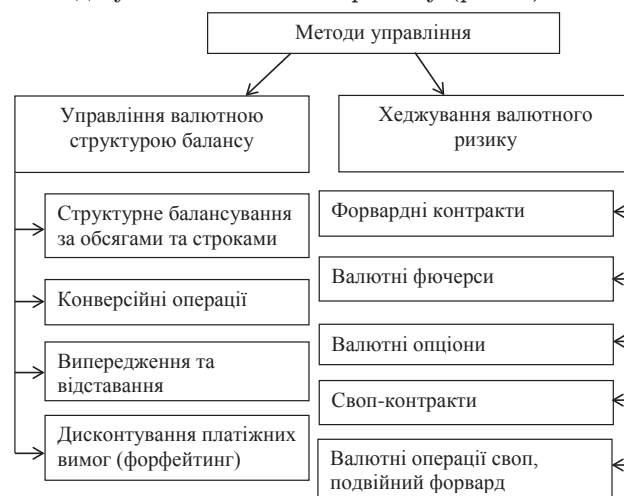 Методи управління
Управління валютною
структурою балансу
Хеджування валютного
ризику
Структурне балансування
за обсягами та строками
Конверсійні операції
Випередження та
відставання
Дисконтування платіжних
вимог (форфейтинг)
Форвардні контракти
Валютні фючерси
Валютні опціони
Своп-контракти
Валютні операції своп,
подвійний форвард